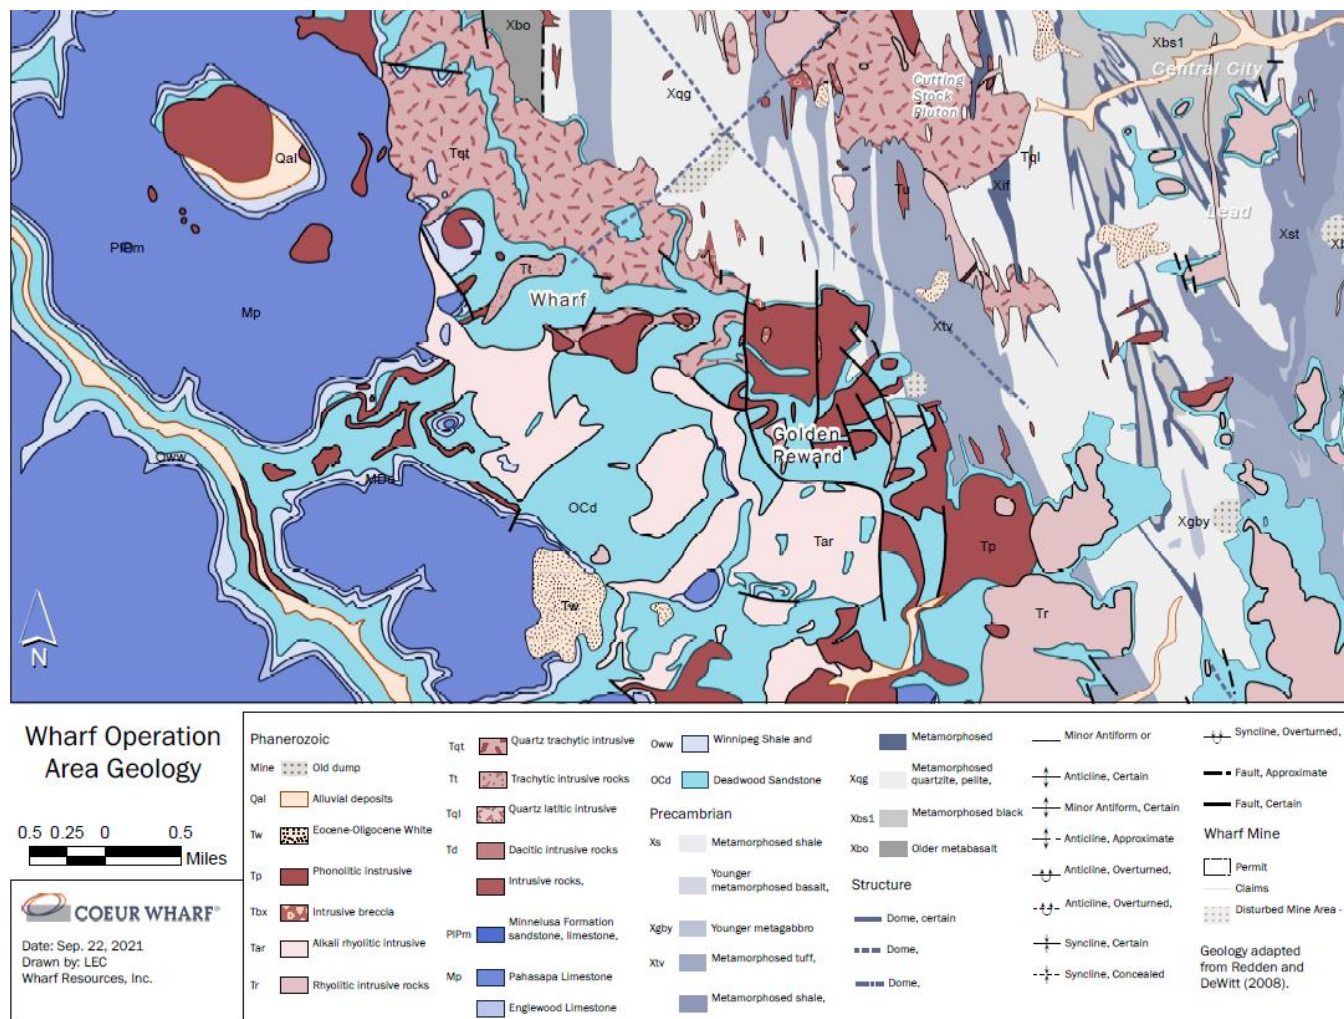 Xbo
Xbs1
Central City
Xqg
Cutting
Stock
Pluton
Qal
Tqt
Tql
Tu
Xif
Lead
Xst
Tt
Wharf
Mp
Xtv
Golden
Reward
Oww
OCd
Tar
Xgby
Tp
Tw
Tr
N
Wharf Operation
Area Geology
0.5 0.25 0 0.5
Miles
COEUR WHARF®
Date: Sep. 22, 2021
Drawn by: LEC
Wharf Resources, Inc.
Phanerozoic
Mine Old dump
Qal Alluvial deposits
Tw Eocene-Oligocene White
Tp Phonolitic instrusive
Tbx Intrusive breccia
Tar Alkali rhyolitic intrusive
Tr Rhyolitic intrusive rocks
Tqt Quartz trachytic intrusive
Tt Trachytic intrusive rocks
Tql Quartz latitic intrusive
Td Dacitic intrusive rocks
Intrusive rocks,
PIPm Minnelusa Formation
sandstone, limestone,
Mp Pahasapa Limestone
Englewood Limestone
Oww Winnipeg Shale and
OCd Deadwood Sandstone
Precambrian
Xs Metamorphosed shale
Younger
metamorphosed basalt,
Xgby Younger metagabbro
Xtv Metamorphosed tuff,
Metamorphosed shale,
Metamorphosed
Xqg Metamorphosed
quartzite, pelite,
Xbs1 Metamorphosed black
Xbo Older metabasalt
Structure
Dome, certain
Dome,
Dome,
Minor Antiform or
Anticline, Certain
Minor Antiform, Certain
Anticline, Approximate
Anticline, Overturned,
Anticline, Overturned,
Syncline, Certain
Syncline, Concealed
Syncline, Overturned,
Fault, Approximate
Fault, Certain
Wharf Mine
Permit
Claims
Disturbed Mine Area -
Geology adapted
from Redden and
DeWitt (2008).